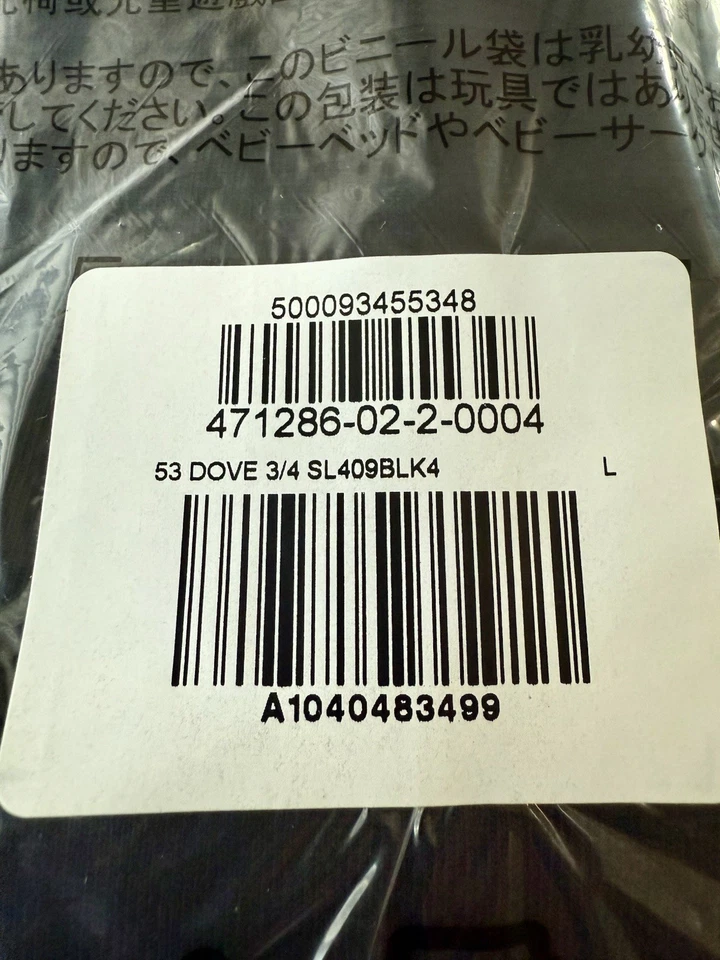 ありますので、このビニール袋は乳幼
してください。この包装は玩具ではあ
りますので、ベビーベッドやベビーサー
500093455348
471286-02-2-0004
53 DOVE 3/4 SL409BLK4 L
A1040483499